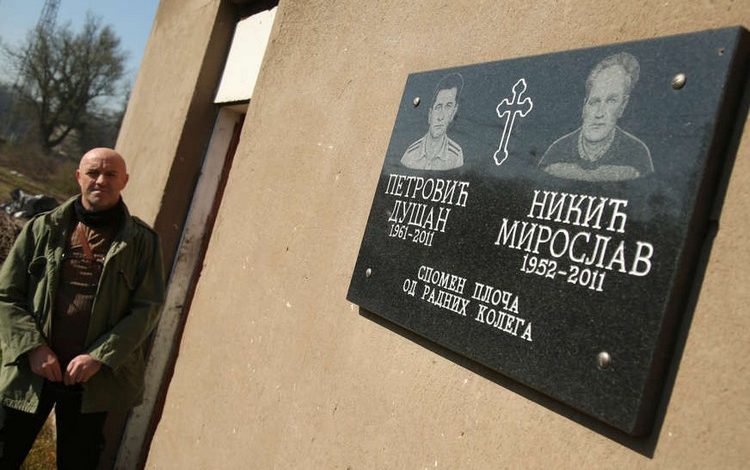 ПЕТРОВИЋ
ДУШАН
1961-2011
НИКИЋ
МИРОСЛАВ
1952-2011
СПОМЕН ПЛОЧА
ОД РАДНИХ КОЛЕГА